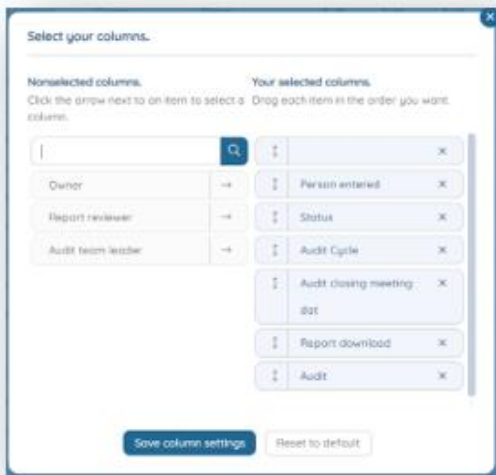 Select your columns.
Nonselected columns.
Click the arrow next to an item to select a
column.
Owner
Report reviewer
Audit team leader
Your selected columns.
Drag each item in the order you want.
Person entered
Status
Audit Cycle
Audit closing meeting
dat
Report download
Audit
Save column settings
Reset to default